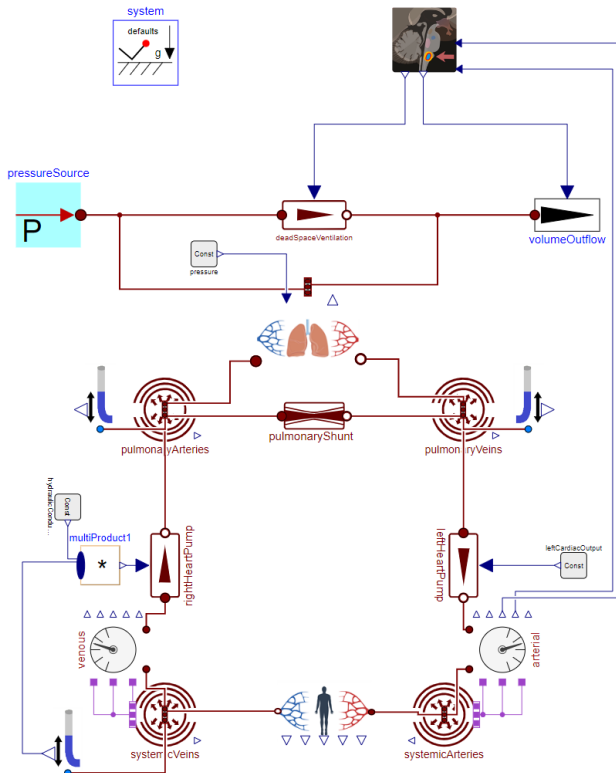 system
defaults
g
pressureSource
P
deadSpaceVentilation
volumeOutflow
Const
pressure
pulmonaryArteries
pulmonaryShunt
pulmonaryVeins
Const
hydraulicCondu...
multiProduct1
*
rightHeartPump
leftHeartPump
leftCardiacOutput
Const
venous
arterial
systemicVeins
systemicArteries